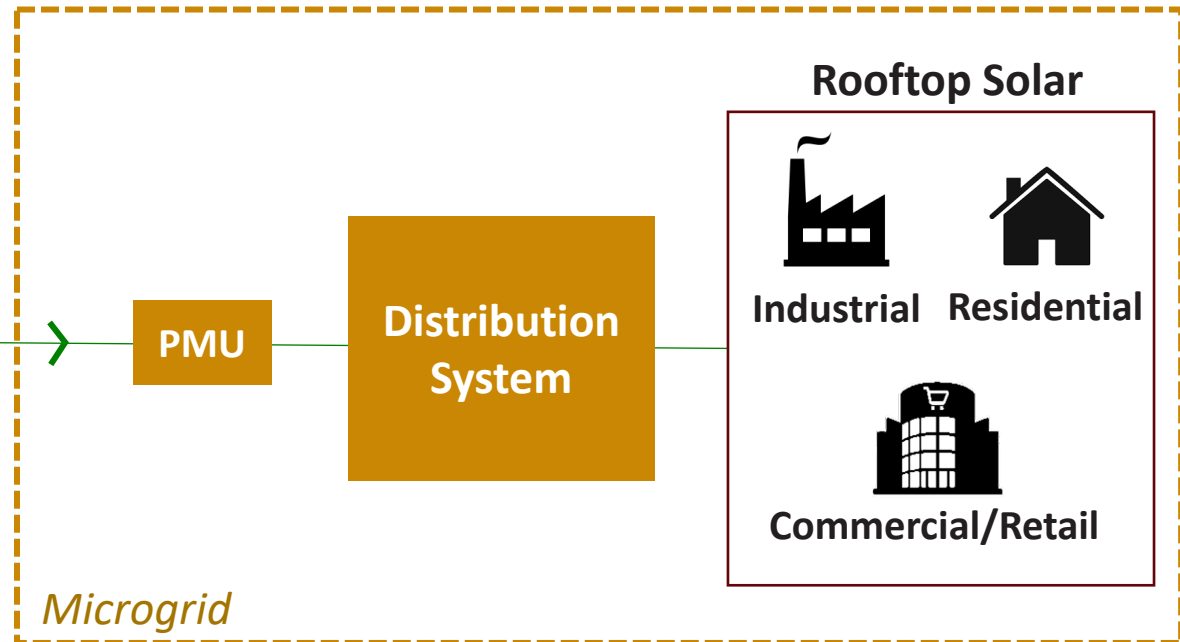 Rooftop Solar
Industrial
Residential
Commercial/Retail
PMU
Distribution
System
Microgrid